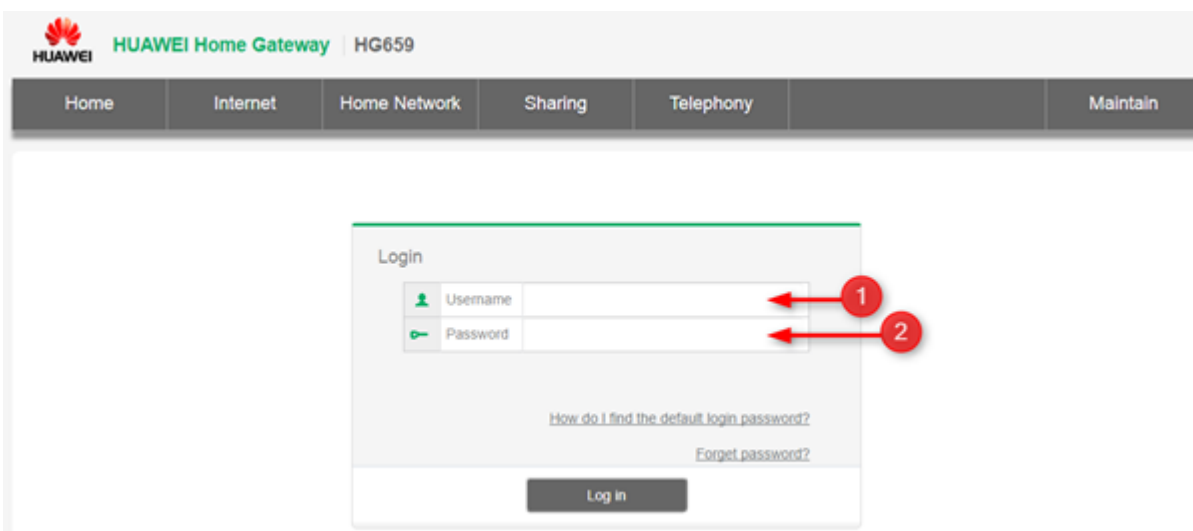 HUAWEI
HUAWEI Home Gateway HG659
Home Internet Home Network Sharing Telephony Maintain
Login
Username 1
Password 2
How do I find the default login password?
Forget password?
Log in